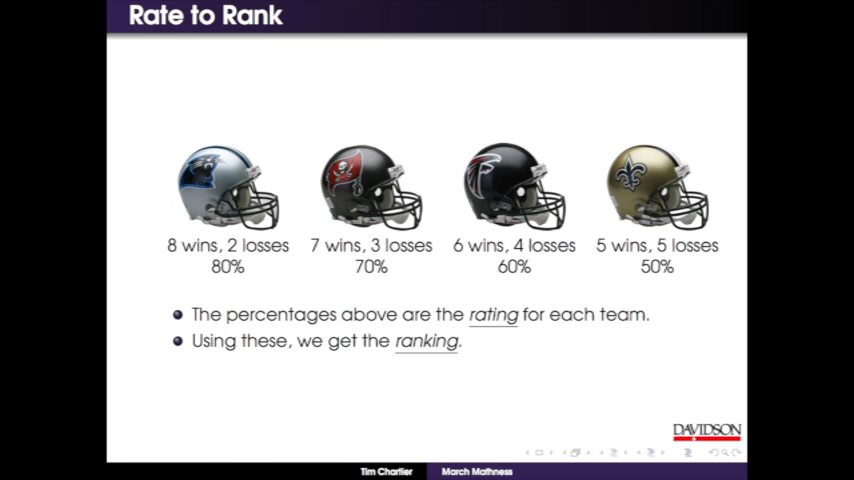 Rate to Rank
8 wins, 2 losses 7 wins, 3 losses 6 wins, 4 losses 5 wins, 5 losses
80% 70% 60% 50%
The percentages above are the rating for each team.
Using these, we get the ranking.
DAVIDSON
Tim Chartier March Mathness